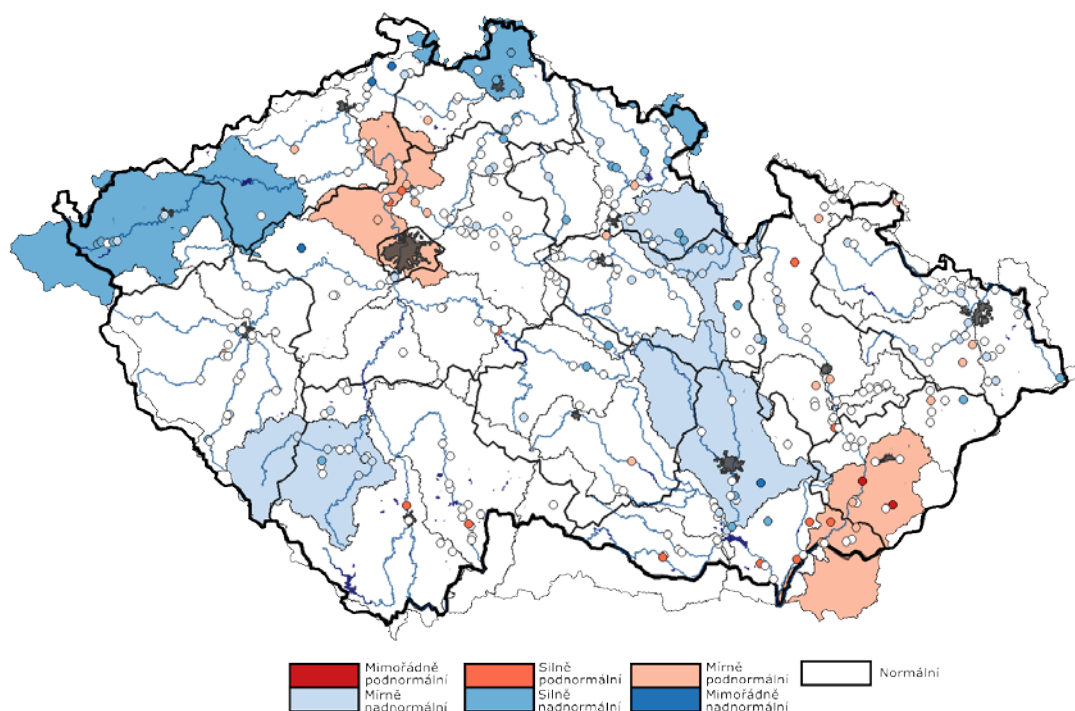 Mimořádně
podnormální
Silně
podnormální
Mírně
podnormální
Normální
Mírně
nadnormální
Silně
nadnormální
Mimořádně
nadnormální